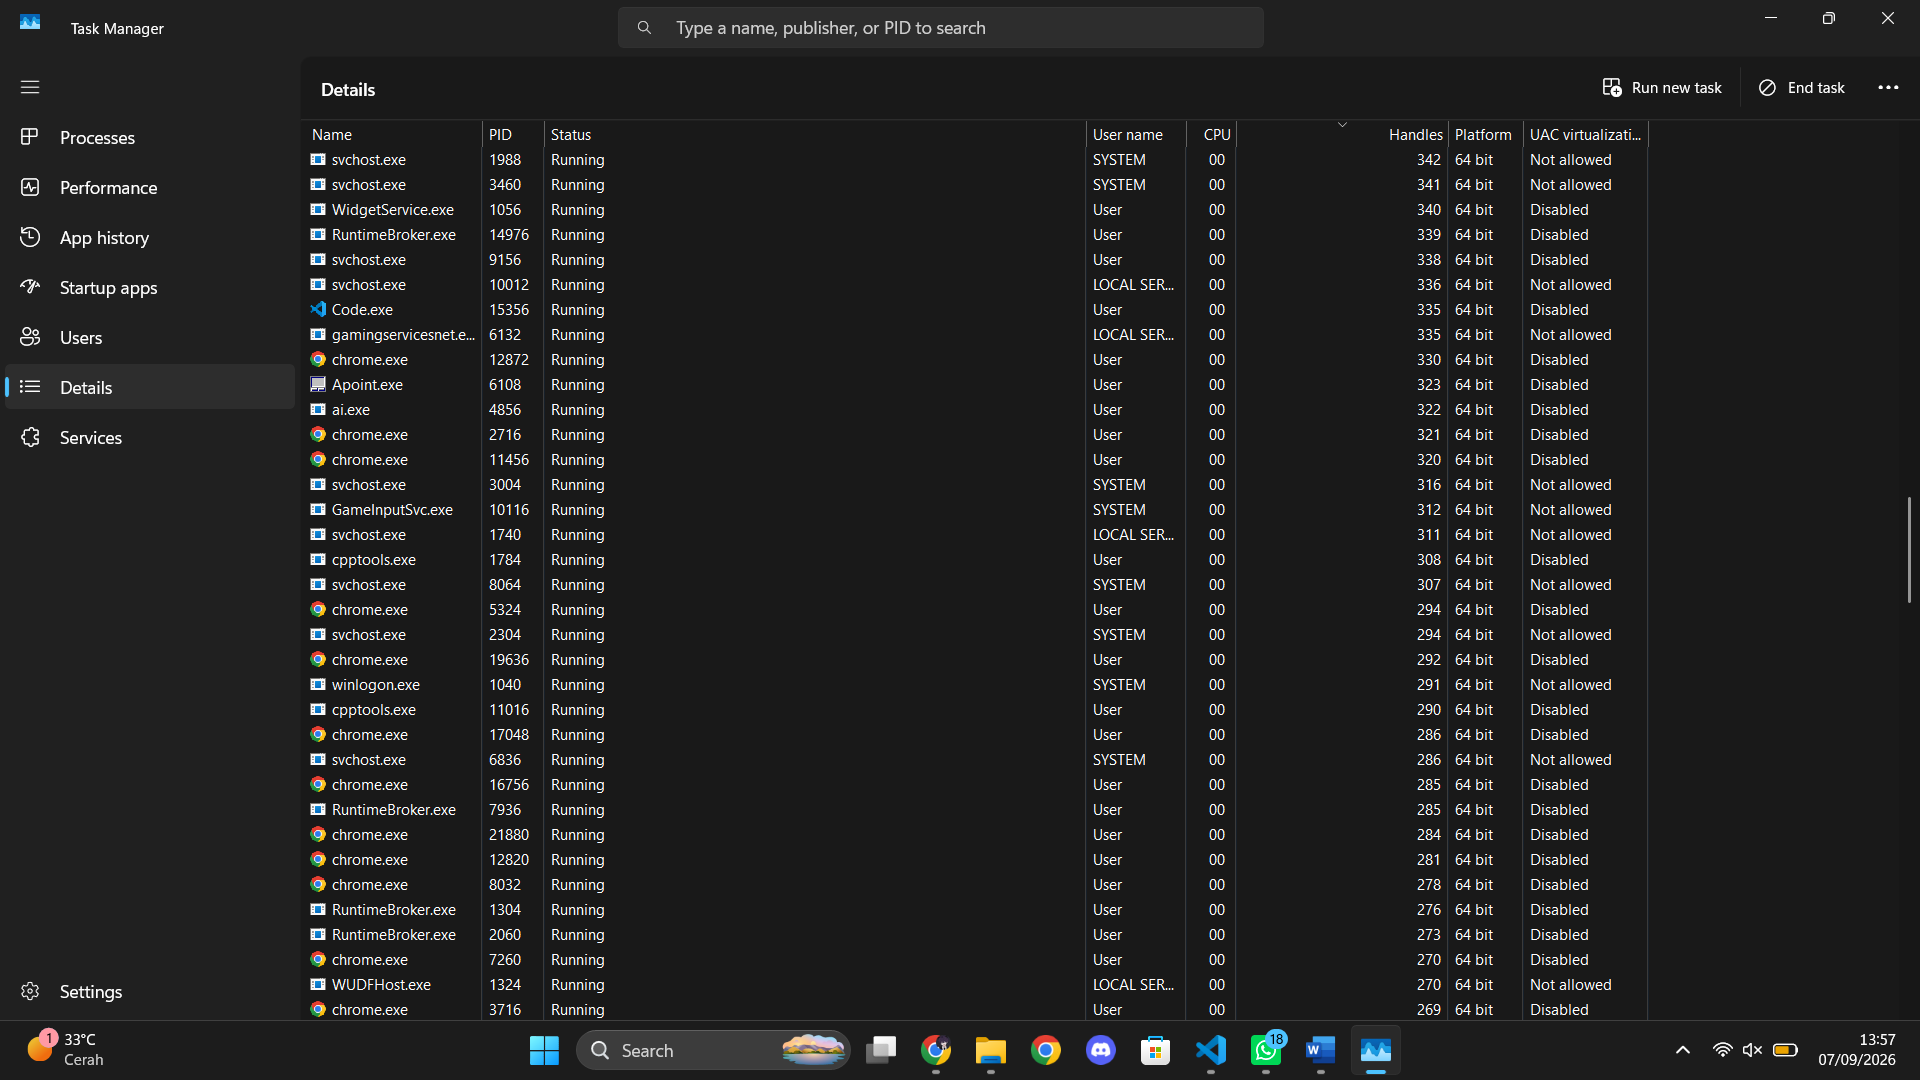 Task Manager
Type a name, publisher, or PID to search
Details
Run new task
End task
Processes
Performance
App history
Startup apps
Users
Details
Services
Settings
Name PID Status User name CPU Handles Platform UAC virtualizati...
svchost.exe 1988 Running SYSTEM 00 342 64 bit Not allowed
svchost.exe 3460 Running SYSTEM 00 341 64 bit Not allowed
WidgetService.exe 1056 Running User 00 340 64 bit Disabled
RuntimeBroker.exe 14976 Running User 00 339 64 bit Disabled
svchost.exe 9156 Running User 00 338 64 bit Disabled
svchost.exe 10012 Running LOCAL SER... 00 336 64 bit Not allowed
Code.exe 15356 Running User 00 335 64 bit Disabled
gamingservicesnet.e... 6132 Running LOCAL SER... 00 335 64 bit Not allowed
chrome.exe 12872 Running User 00 330 64 bit Disabled
Apoint.exe 6108 Running User 00 323 64 bit Disabled
ai.exe 4856 Running User 00 322 64 bit Disabled
chrome.exe 2716 Running User 00 321 64 bit Disabled
chrome.exe 11456 Running User 00 320 64 bit Disabled
svchost.exe 3004 Running SYSTEM 00 316 64 bit Not allowed
GameInputSvc.exe 10116 Running SYSTEM 00 312 64 bit Not allowed
svchost.exe 1740 Running LOCAL SER... 00 311 64 bit Not allowed
cpptools.exe 1784 Running User 00 308 64 bit Disabled
svchost.exe 8064 Running SYSTEM 00 307 64 bit Not allowed
chrome.exe 5324 Running User 00 294 64 bit Disabled
svchost.exe 2304 Running SYSTEM 00 294 64 bit Not allowed
chrome.exe 19636 Running User 00 292 64 bit Disabled
winlogon.exe 1040 Running SYSTEM 00 291 64 bit Not allowed
cpptools.exe 11016 Running User 00 290 64 bit Disabled
chrome.exe 17048 Running User 00 286 64 bit Disabled
svchost.exe 6836 Running SYSTEM 00 286 64 bit Not allowed
chrome.exe 16756 Running User 00 285 64 bit Disabled
RuntimeBroker.exe 7936 Running User 00 285 64 bit Disabled
chrome.exe 21880 Running User 00 284 64 bit Disabled
chrome.exe 12820 Running User 00 281 64 bit Disabled
chrome.exe 8032 Running User 00 278 64 bit Disabled
RuntimeBroker.exe 1304 Running User 00 276 64 bit Disabled
RuntimeBroker.exe 2060 Running User 00 273 64 bit Disabled
chrome.exe 7260 Running User 00 270 64 bit Disabled
WUDFHost.exe 1324 Running LOCAL SER... 00 270 64 bit Not allowed
chrome.exe 3716 Running User 00 269 64 bit Disabled
1
33°C
Cerah
Search
18
W
13:57
07/09/2026